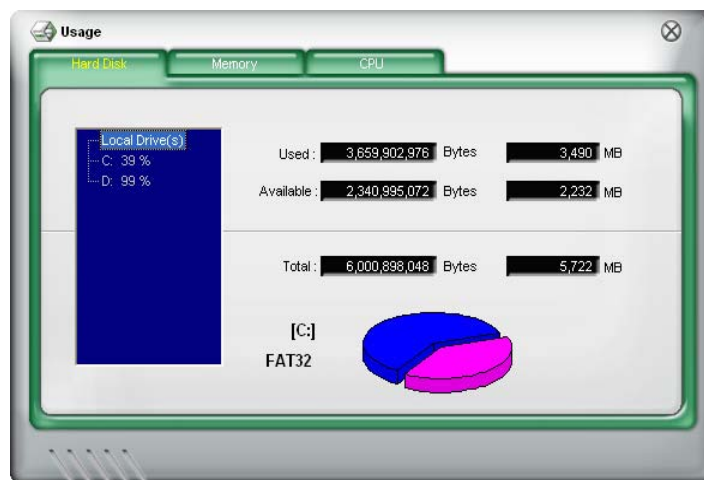 Usage
Hard Disk Memory CPU
Local Drive(s)
C: 39 %
D: 99 %
Used : 3,659,902,976 Bytes 3,490 MB
Available : 2,340,995,072 Bytes 2,232 MB
Total : 6,000,898,048 Bytes 5,722 MB
[C:]
FAT32